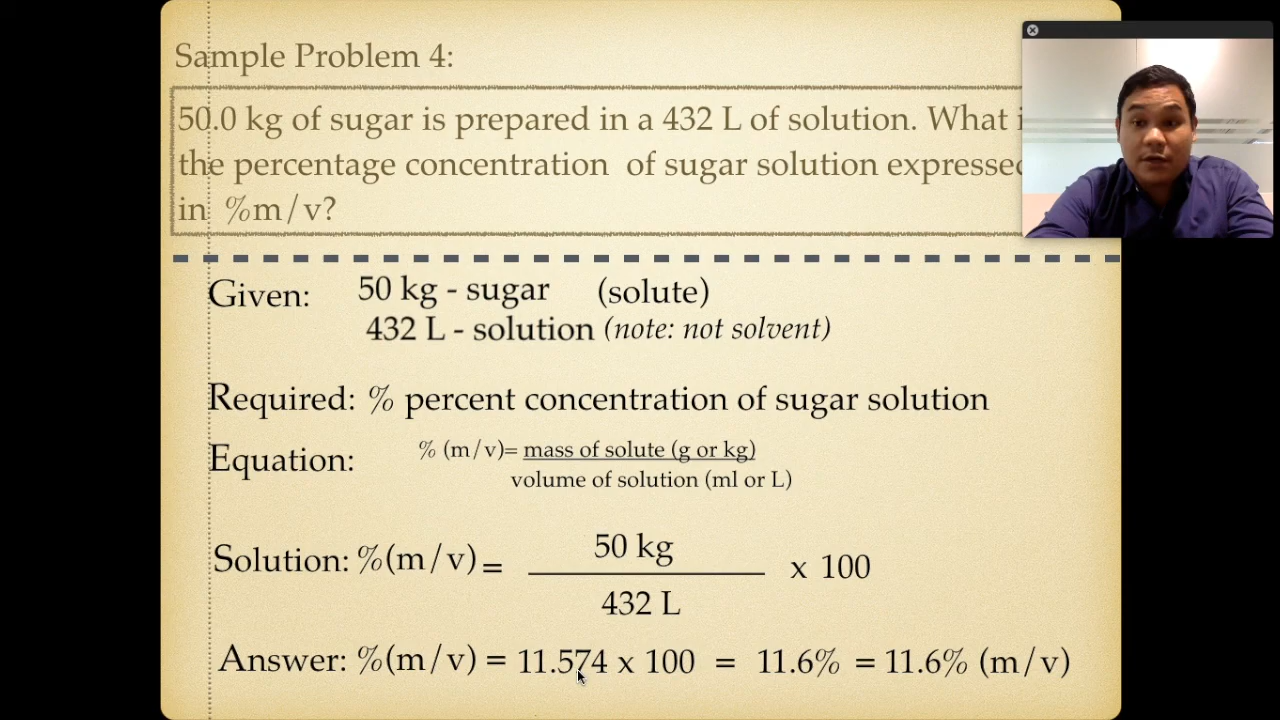 Sample Problem 4:
50.0 kg of sugar is prepared in a 432 L of solution. What
the percentage concentration of sugar solution expressed
in %m/v?
Given: 50 kg - sugar (solute)
432 L - solution (note: not solvent)
Required: % percent concentration of sugar solution
Equation: % (m/v)= mass of solute (g or kg)
volume of solution (ml or L)
Solution: %(m/v) = 50 kg x 100
432 L
Answer: %(m/v) = 11.574 x 100 = 11.6% = 11.6% (m/v)